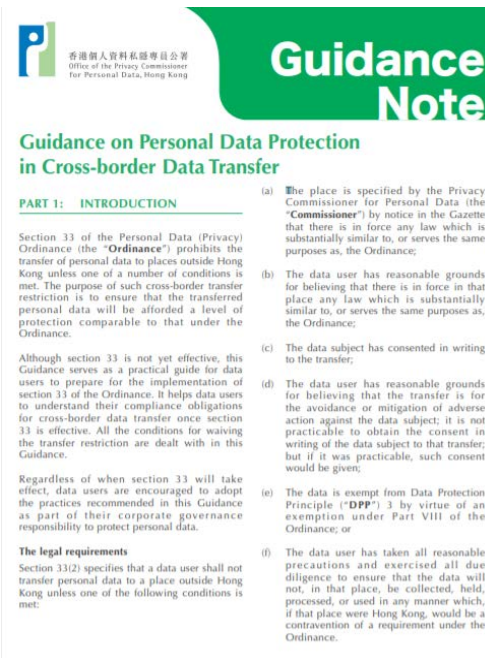 香港個人資料私隱專員公署
Office of the Privacy Commissioner
for Personal Data, Hong Kong
Guidance
Note
Guidance on Personal Data Protection
in Cross-border Data Transfer
PART 1: INTRODUCTION
Section 33 of the Personal Data (Privacy)
Ordinance (the "Ordinance") prohibits the
transfer of personal data to places outside Hong
Kong unless one of a number of conditions is
met. The purpose of such cross-border transfer
restriction is to ensure that the transferred
personal data will be afforded a level of
protection comparable to that under the
Ordinance.
Although section 33 is not yet effective, this
Guidance serves as a practical guide for data
users to prepare for the implementation of
section 33 of the Ordinance. It helps data users
to understand their compliance obligations
for cross-border data transfer once section
33 is effective. All the conditions for waiving
the transfer restriction are dealt with in this
Guidance.
Regardless of when section 33 will take
effect, data users are encouraged to adopt
the practices recommended in this Guidance
as part of their corporate governance
responsibility to protect personal data.
The legal requirements
Section 33(2) specifies that a data user shall not
transfer personal data to a place outside Hong
Kong unless one of the following conditions is
met:
(a) The place is specified by the Privacy
Commissioner for Personal Data (the
"Commissioner") by notice in the Gazette
that there is in force any law which is
substantially similar to, or serves the same
purposes as, the Ordinance;
(b) The data user has reasonable grounds
for believing that there is in force in that
place any law which is substantially
similar to, or serves the same purposes as,
the Ordinance;
(c) The data subject has consented in writing
to the transfer;
(d) The data user has reasonable grounds
for believing that the transfer is for
the avoidance or mitigation of adverse
action against the data subject; it is not
practicable to obtain the consent in
writing of the data subject to that transfer;
but if it was practicable, such consent
would be given;
(e) The data is exempt from Data Protection
Principle ("DPP") 3 by virtue of an
exemption under Part VIII of the
Ordinance; or
(f) The data user has taken all reasonable
precautions and exercised all due
diligence to ensure that the data will
not, in that place, be collected, held,
processed, or used in any manner which,
if that place were Hong Kong, would be a
contravention of a requirement under the
Ordinance.